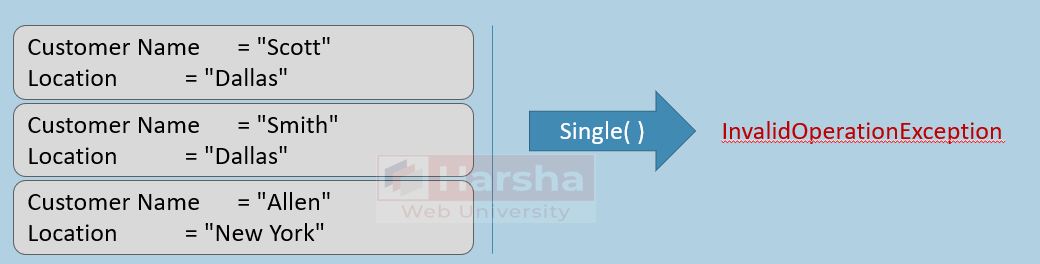 Customer Name = "Scott"
Location = "Dallas"
Customer Name = "Smith"
Location = "Dallas"
Customer Name = "Allen"
Location = "New York"
Single( )
InvalidOperationException
Harsha
Web University